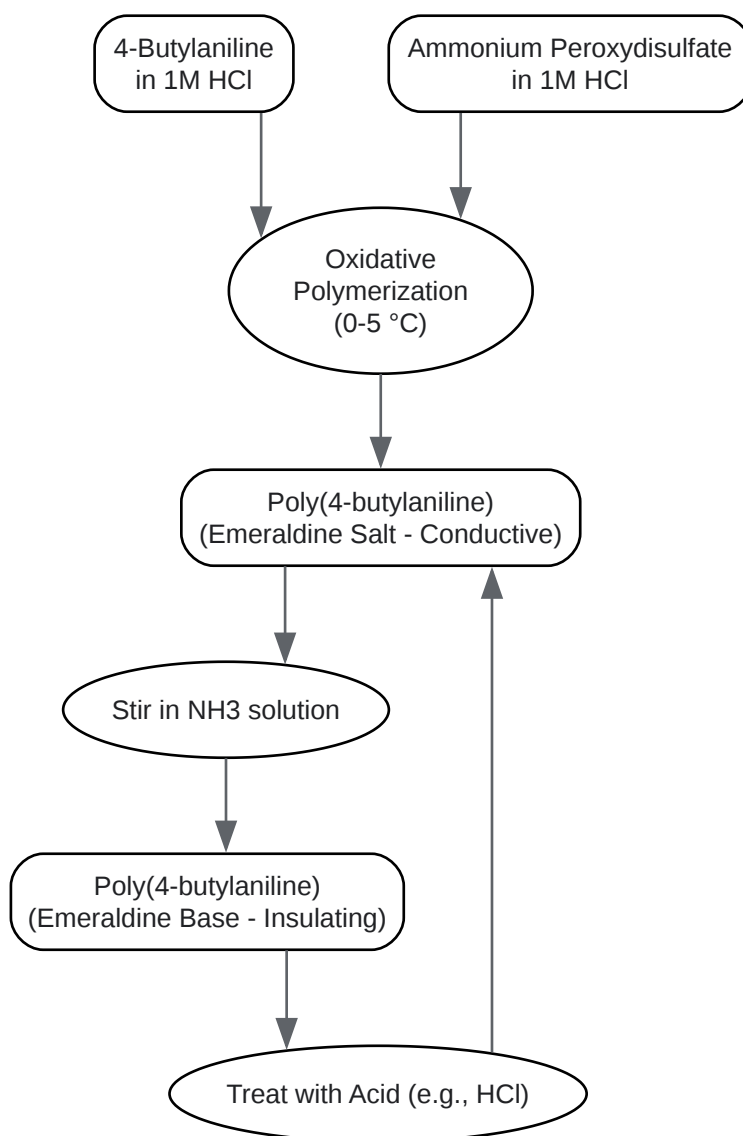 4-Butylaniline
in 1M HCl
Ammonium Peroxydisulfate
in 1M HCl
Oxidative
Polymerization
(0-5 °C)
Poly(4-butylaniline)
(Emeraldine Salt - Conductive)
Stir in NH3 solution
Poly(4-butylaniline)
(Emeraldine Base - Insulating)
Treat with Acid (e.g., HCl)